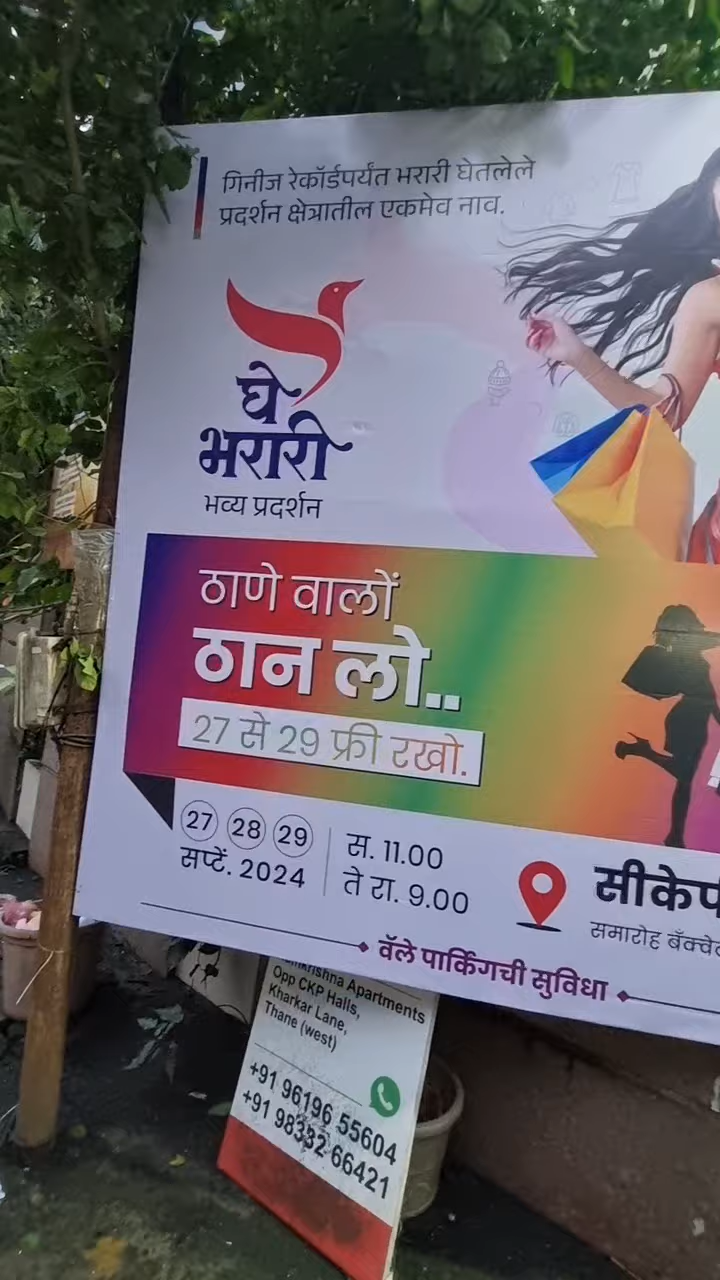 गिनीज रेकॉर्डपर्यंत भरारी घेतलेले
प्रदर्शन क्षेत्रातील एकमेव नाव.
घे
भरारी
भव्य प्रदर्शन
ठाणे वालों
ठान लो..
27 से 29 फ्री रखो.
27 28 29
सप्टें. 2024
स. 11.00
ते रा. 9.00
समारोह
वॅले पार्किंगची सुविधा
Apartments
Opp CKP Halls,
Kharkar Lane,
Thane (west)
+91 96196 55604
+91 98332 66421